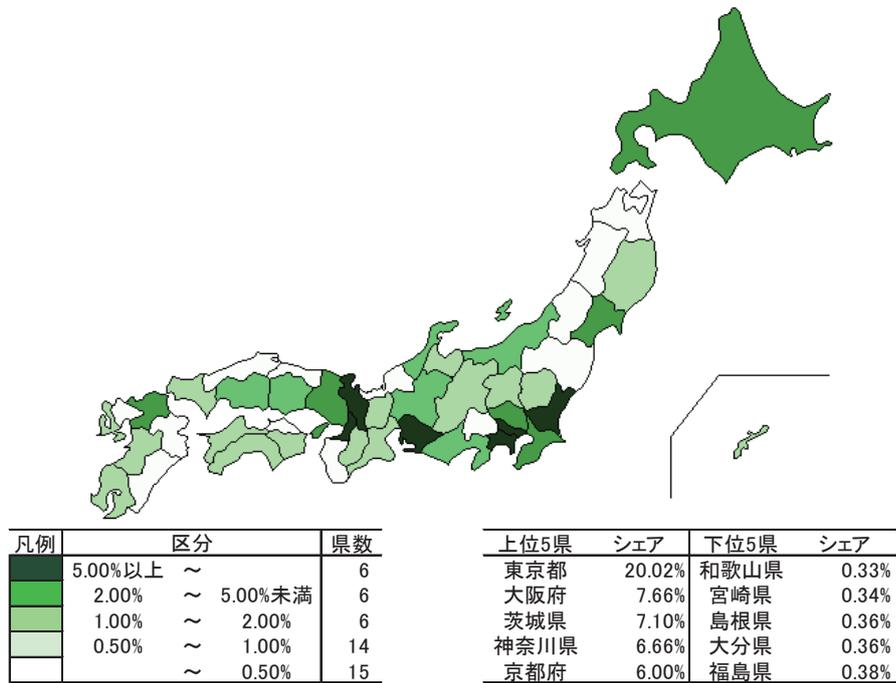 凡例 区分 県数
5.00%以上 ～ 6
2.00% ～ 5.00%未満 6
1.00% ～ 2.00% 6
0.50% ～ 1.00% 14
～ 0.50% 15
上位5県 シェア 下位5県 シェア
東京都 20.02% 和歌山県 0.33%
大阪府 7.66% 宮崎県 0.34%
茨城県 7.10% 島根県 0.36%
神奈川県 6.66% 大分県 0.36%
京都府 6.00% 福島県 0.38%